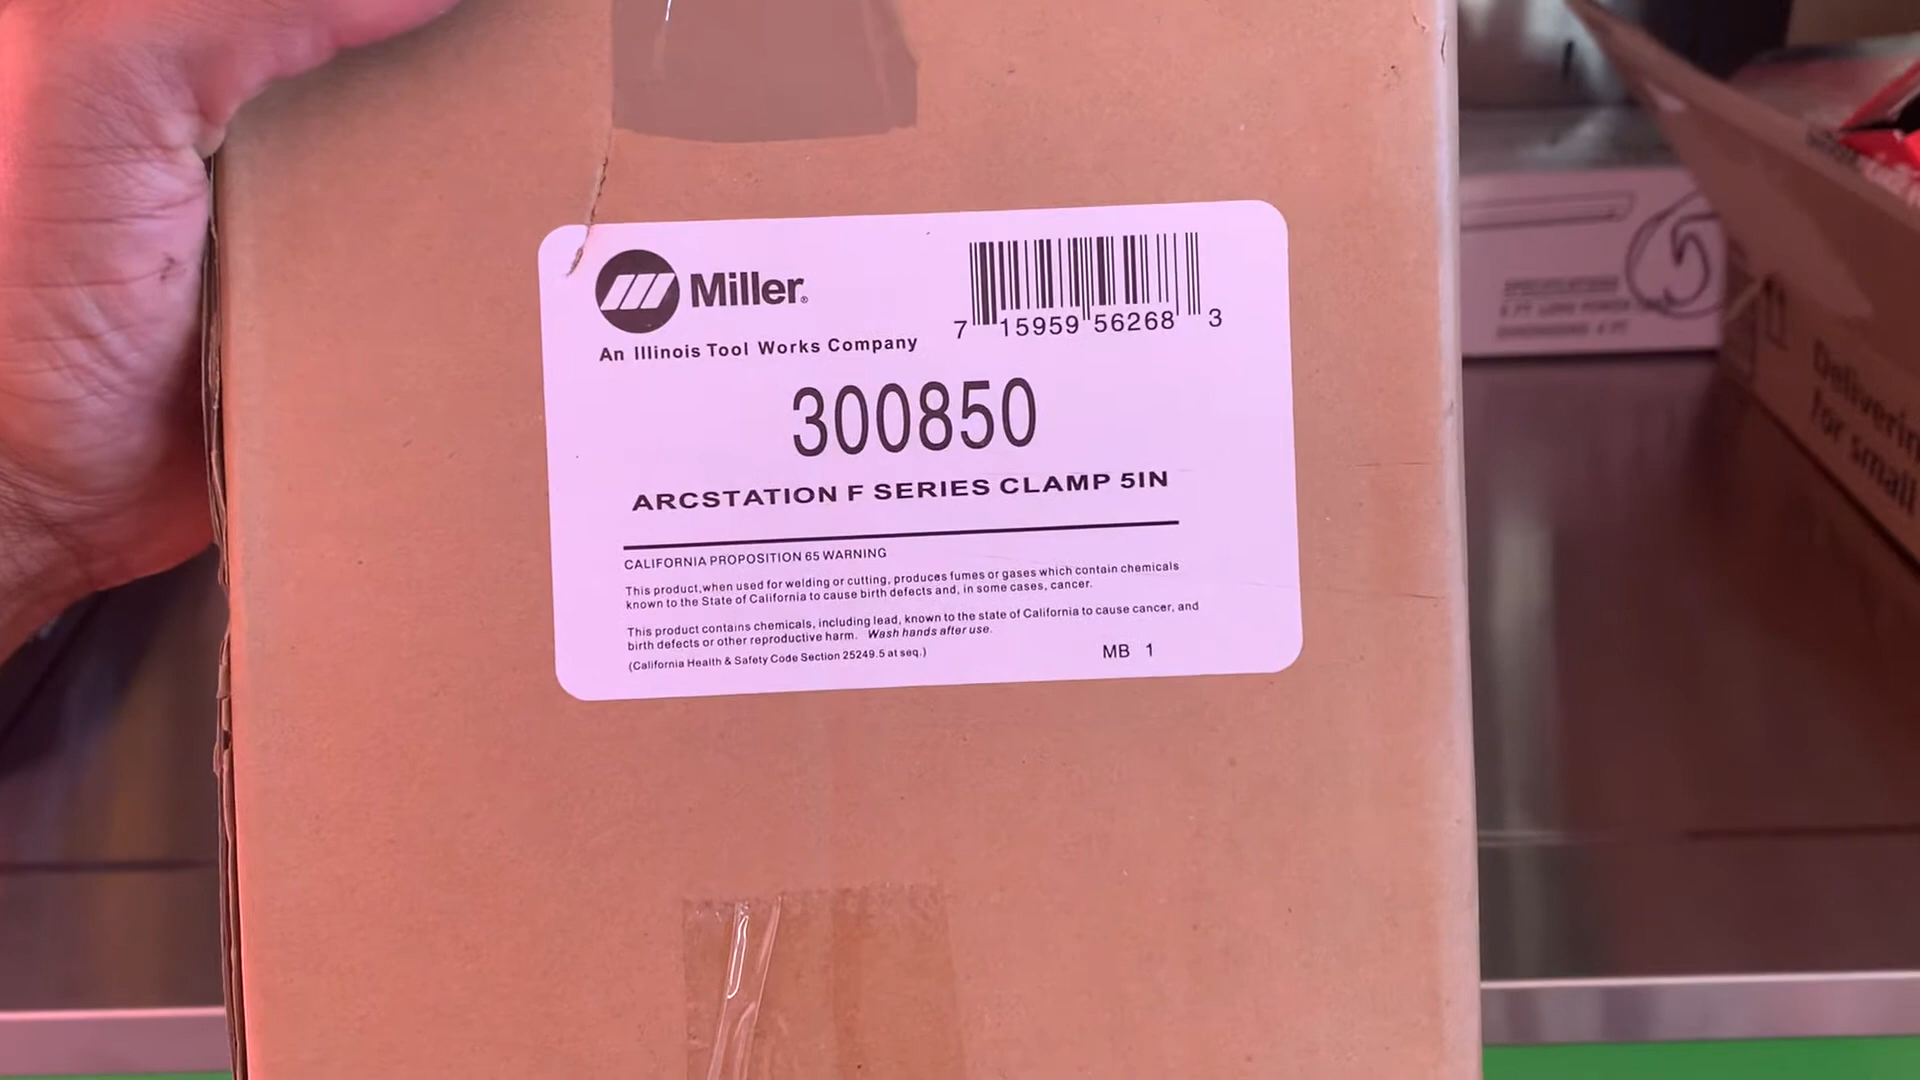 Miller®
7 15959 56268 3
An Illinois Tool Works Company
300850
ARCSTATION F SERIES CLAMP 5IN
CALIFORNIA PROPOSITION 65 WARNING
This product,when used for welding or cutting, produces fumes or gases which contain chemicals
known to the State of California to cause birth defects and, in some cases, cancer.
This product contains chemicals, including lead, known to the state of California to cause cancer, and
birth defects or other reproductive harm. Wash hands after use.
(California Health & Safety Code Section 25249.5 at seq.)
MB 1
SPECIFICATIONS
Deliverin
for small